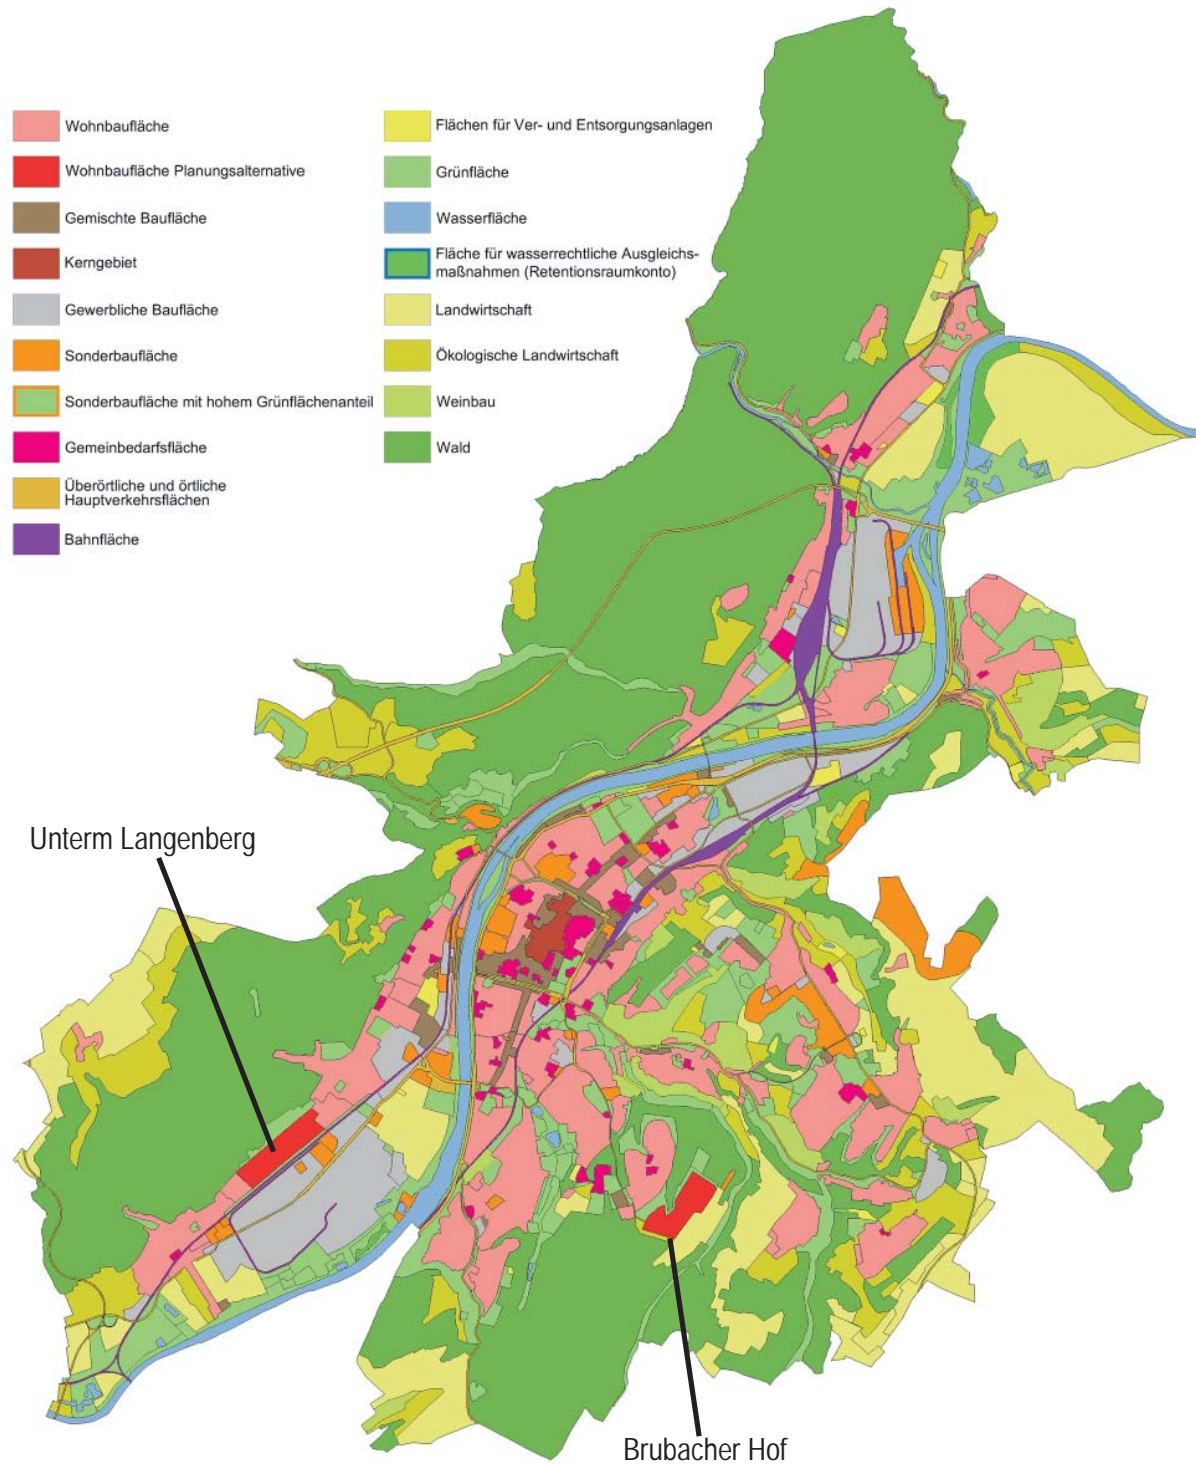 Wohnbaufläche
Wohnbaufläche Planungsalternative
Gemischte Baufläche
Kerngebiet
Gewerbliche Baufläche
Sonderbaufläche
Sonderbaufläche mit hohem Grünflächenanteil
Gemeinbedarfsfläche
Überörtliche und örtliche
Hauptverkehrsflächen
Bahnfläche
Flächen für Ver- und Entsorgungsanlagen
Grünfläche
Wasserfläche
Fläche für wasserrechtliche Ausgleichs-
maßnahmen (Retentionsraumkonto)
Landwirtschaft
Ökologische Landwirtschaft
Weinbau
Wald
Unterm Langenberg
Brubacher Hof